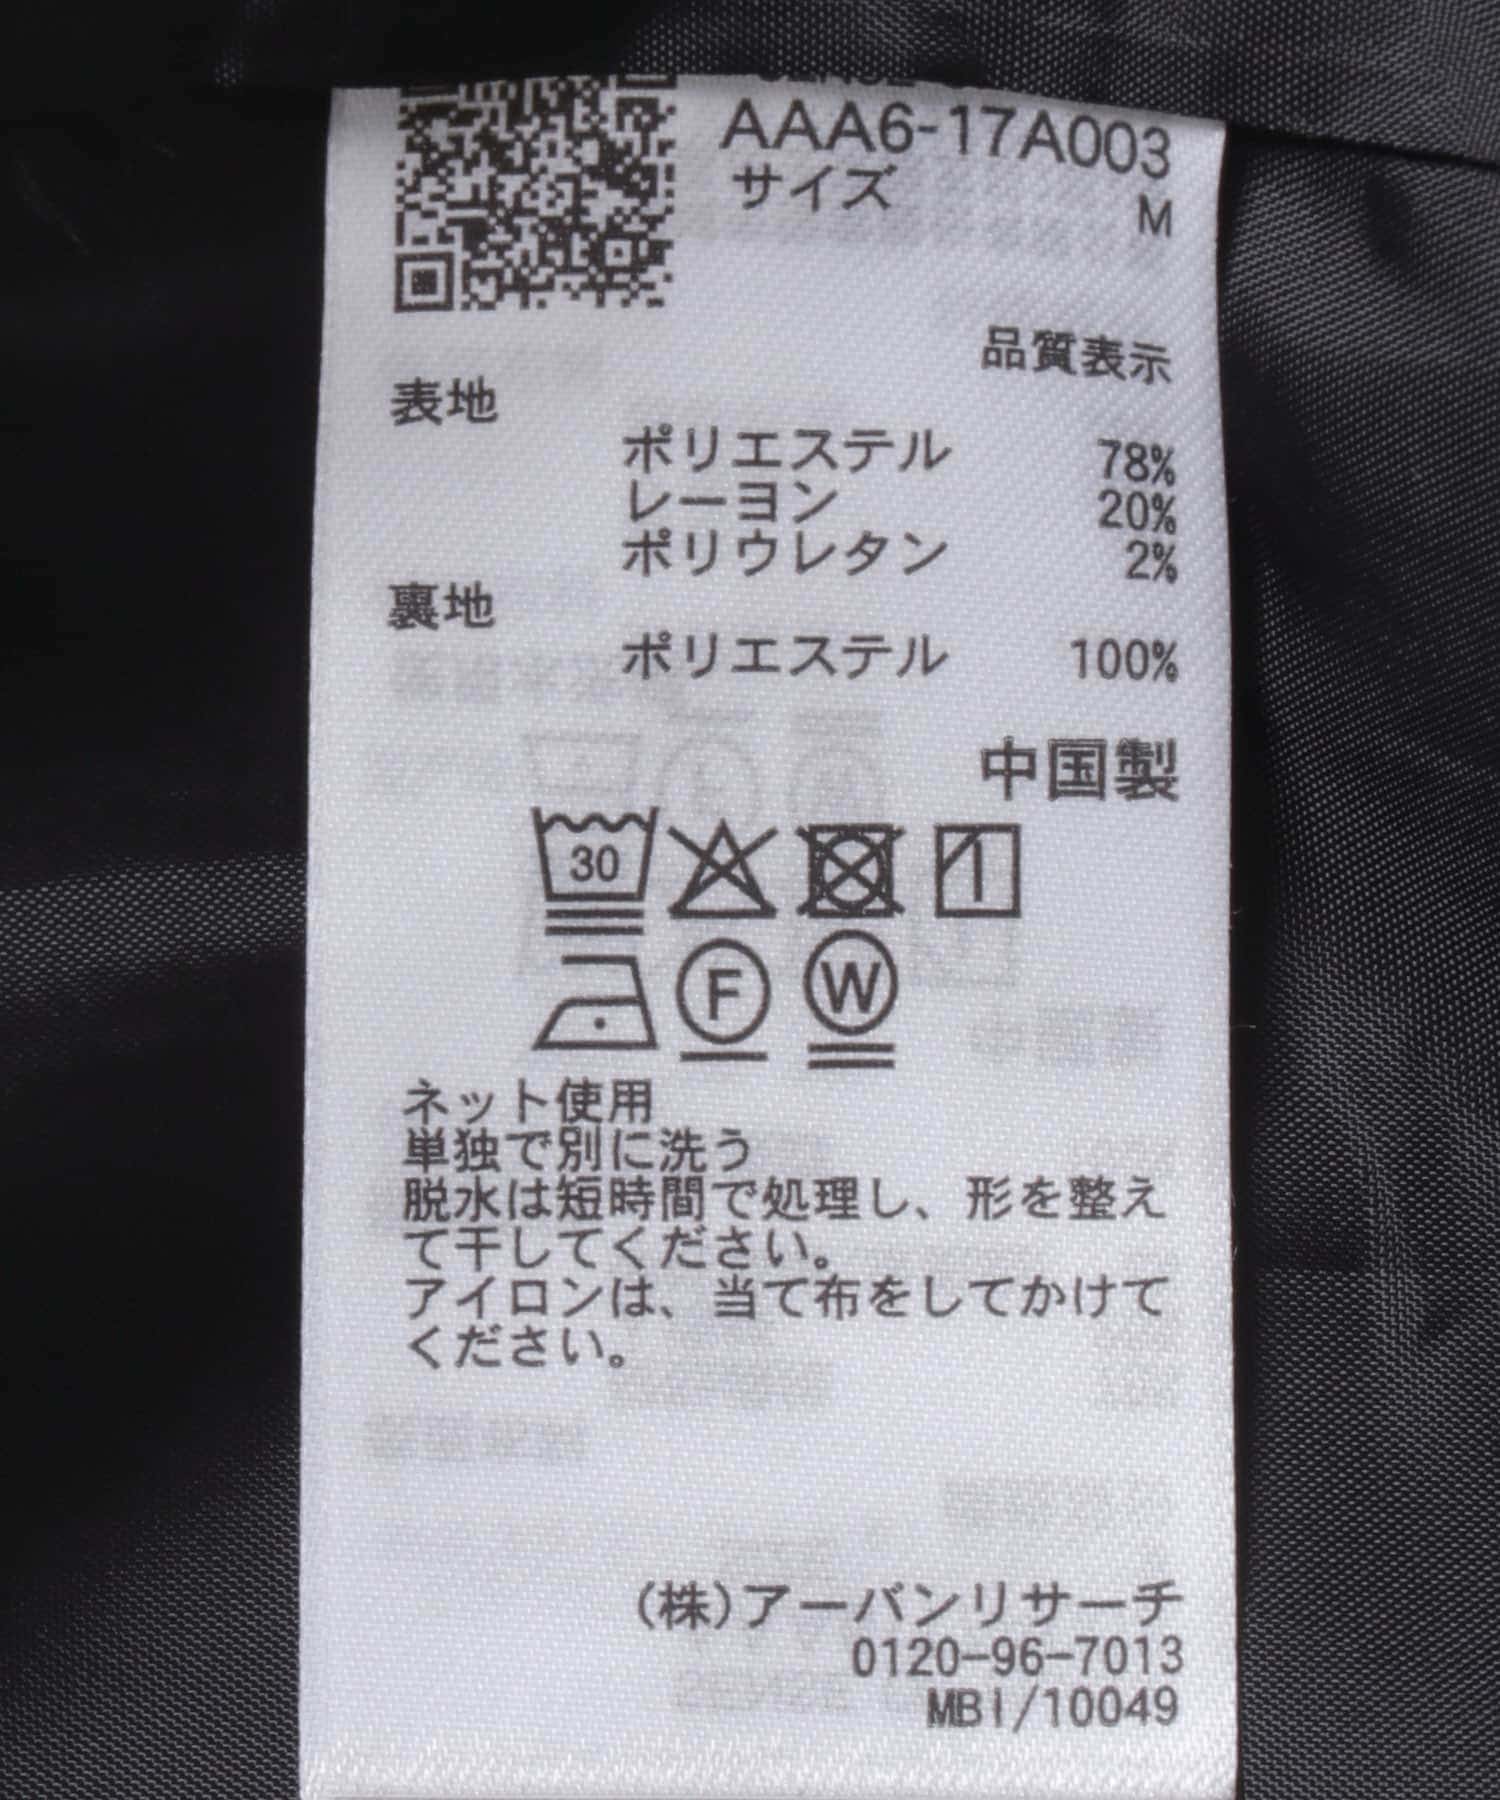 AAA6-17A003
サイズ M
品質表示
表地
ポリエステル 78%
レーヨン 20%
ポリウレタン 2%
裏地
ポリエステル 100%
中国製
30
F W
ネット使用
単独で別に洗う
脱水は短時間で処理し、形を整え
て干してください。
アイロンは、当て布をしてかけて
ください。
(株)アーバンリサーチ
0120-96-7013
MBI/10049